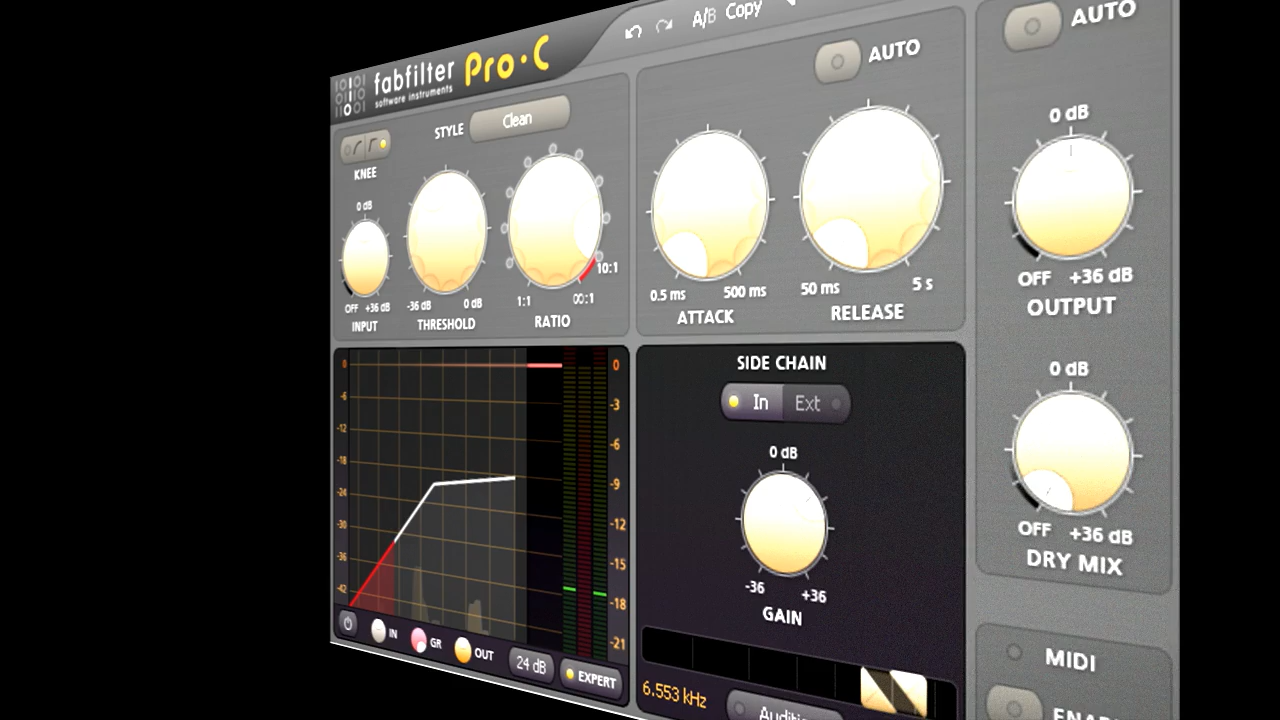 A/B Copy
fabfilter Pro·C
software instruments
AUTO
AUTO
STYLE Clean
KNEE
0 dB
0 dB
OFF +36 dB
INPUT
-36 dB 0 dB
THRESHOLD
10:1
1:1 00:1
RATIO
0.5 ms 500 ms
ATTACK
50 ms 5 s
RELEASE
OFF +36 dB
OUTPUT
SIDE CHAIN
In Ext
0 dB
-36 +36
GAIN
0 dB
OFF +36 dB
DRY MIX
0
-6
-12
-18
-24
-30
-36
-42
0
-3
-6
-9
-12
-15
-18
-21
IN GR OUT 24 dB EXPERT
6.553 kHz
MIDI